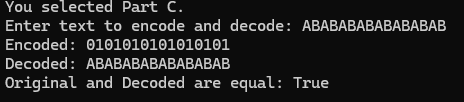 You selected Part C.
Enter text to encode and decode: ABABABABABABABAB
Encoded: 0101010101010101
Decoded: ABABABABABABABAB
Original and Decoded are equal: True